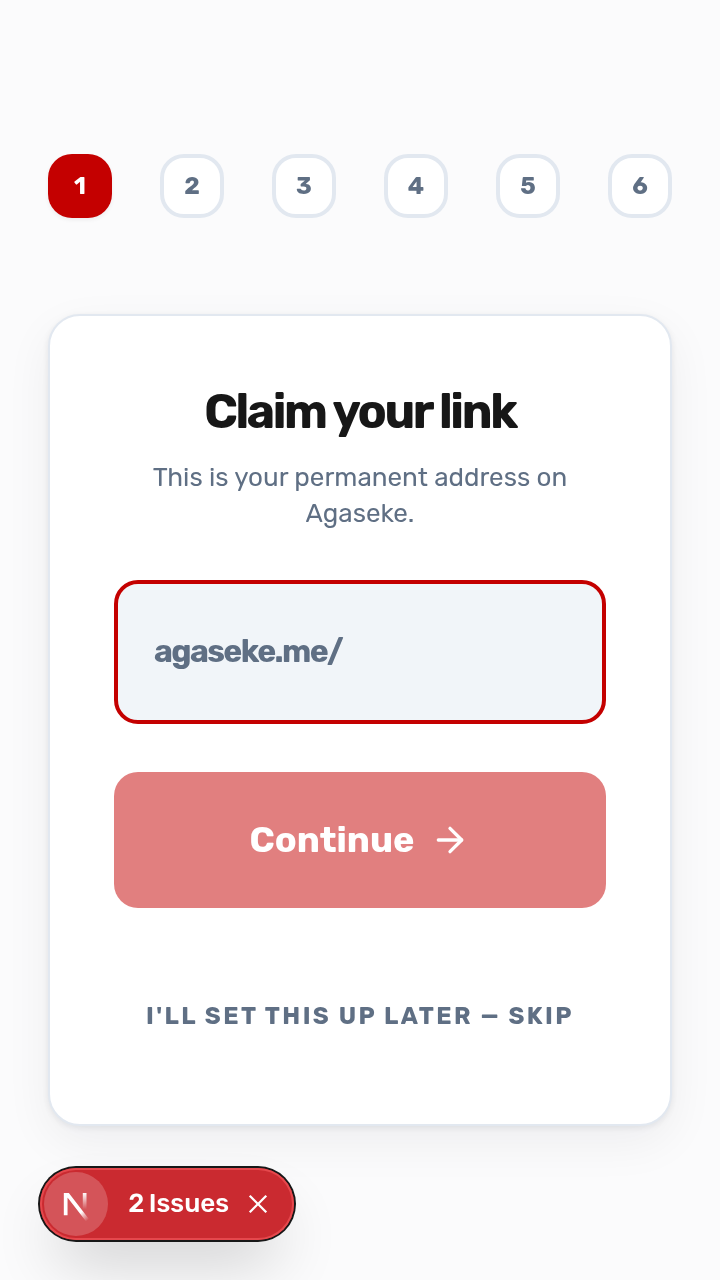 1 2 3 4 5 6
Claim your link
This is your permanent address on
Agaseke.
agaseke.me/
Continue →
I'LL SET THIS UP LATER — SKIP
N 2 Issues ×